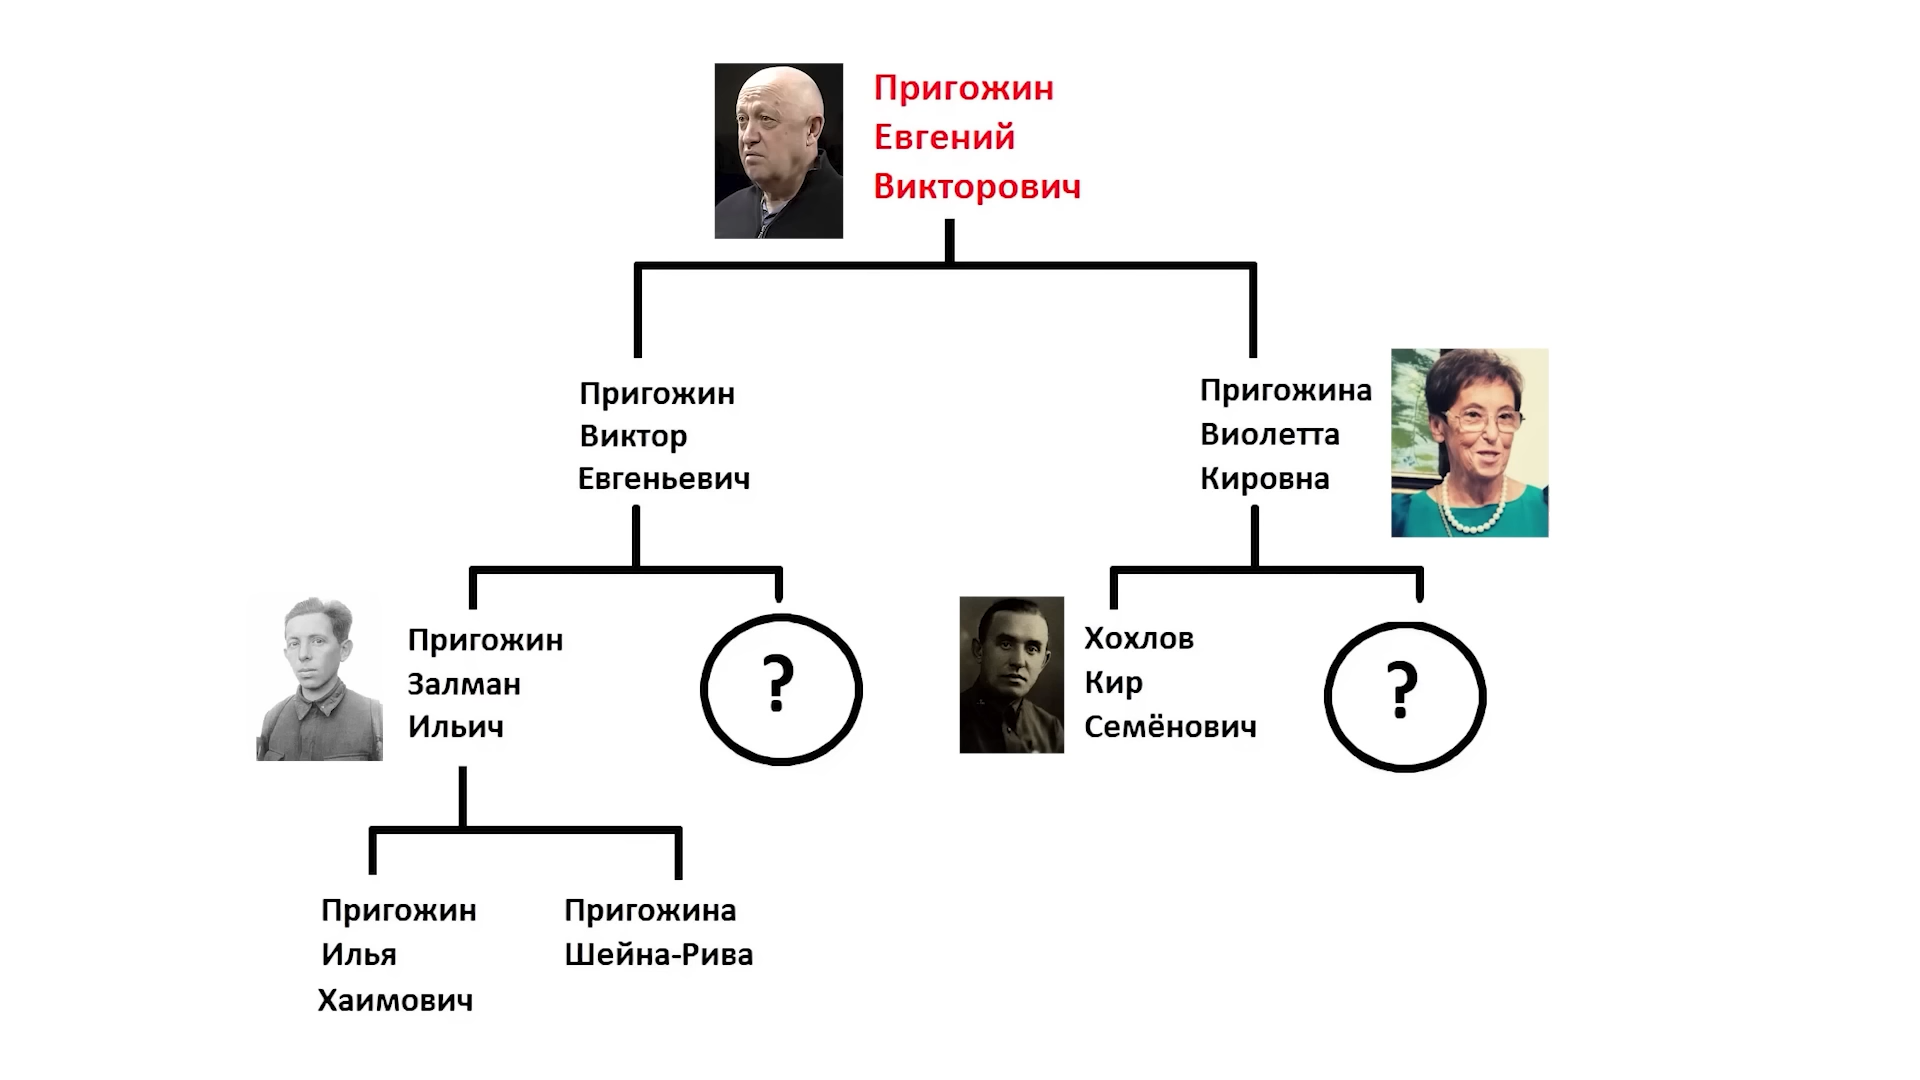 Пригожин
Евгений
Викторович
Пригожин
Виктор
Евгеньевич
Пригожина
Виолетта
Кировна
Пригожин
Залман
Ильич
?
Хохлов
Кир
Семёнович
?
Пригожин
Илья
Хаимович
Пригожина
Шейна-Рива